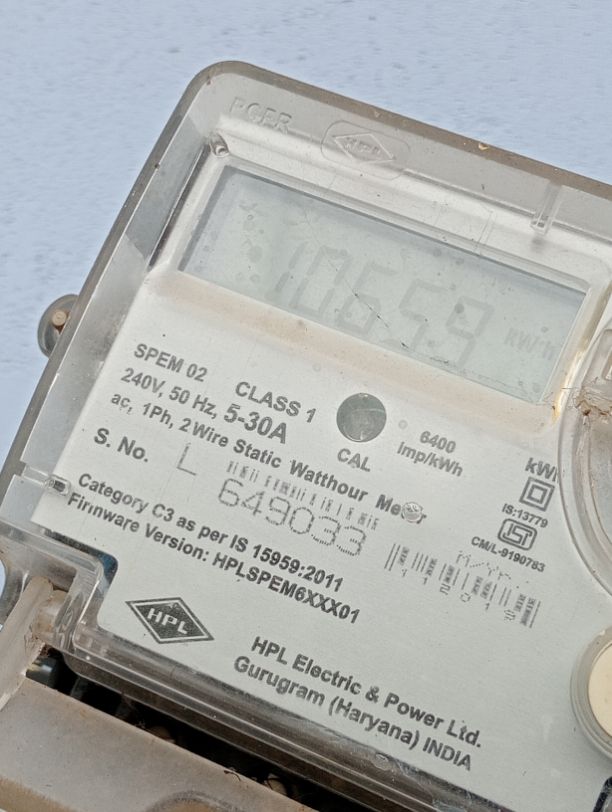 HPL
10659 kWh
SPEM 02 CLASS 1
240V, 50 Hz, 5-30A
ac, 1Ph, 2 Wire Static Watthour Meter
CAL
6400
imp/kWh
S. No. L 649033
IS:13779
CM/L-9190783
Category C3 as per IS 15959:2011
Firmware Version: HPLSPEM6XXX01
HPL
HPL Electric & Power Ltd.
Gurugram (Haryana) INDIA